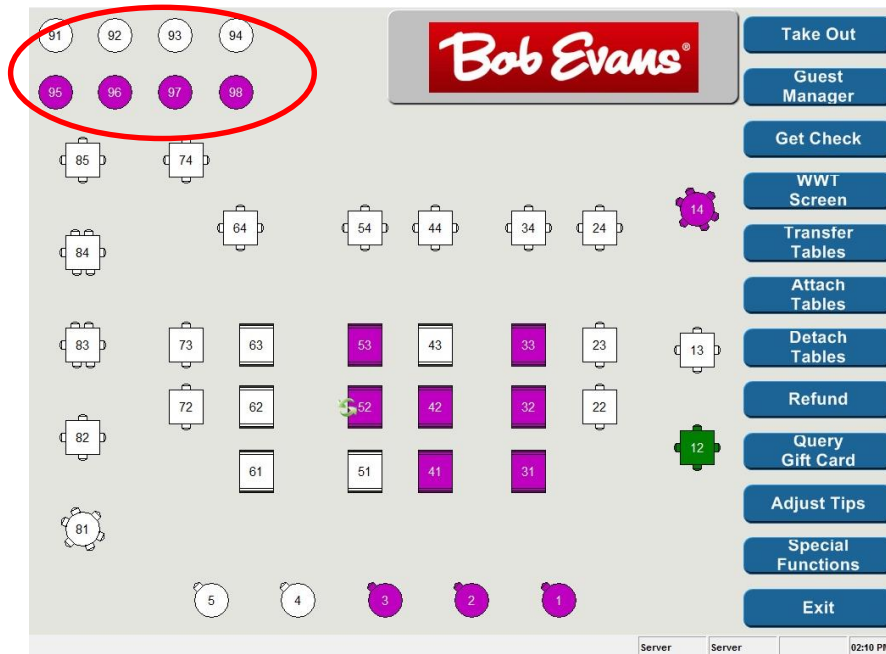 91 92 93 94
95 96 97 98
Bob Evans®
Take Out
Guest
Manager
Get Check
WWT
Screen
Transfer
Tables
Attach
Tables
Detach
Tables
Refund
Query
Gift Card
Adjust Tips
Special
Functions
Exit
85 74
64 54 44 34 24 14
84
83 73 63 53 43 33 23 13
72 62 52 42 32 22
82 12
61 51 41 31
81
5 4 3 2 1
Server Server 02:10 PM